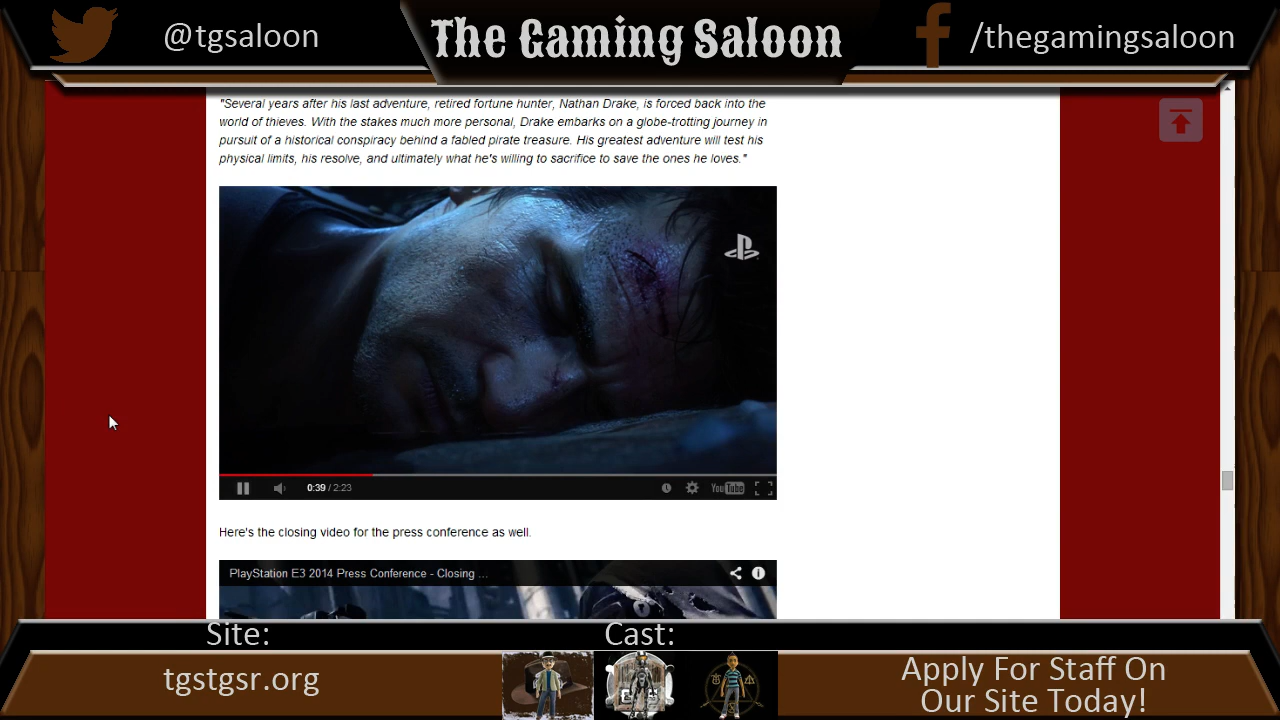 @tgsaloon
The Gaming Saloon
/thegamingsaloon
"Several years after his last adventure, retired fortune hunter, Nathan Drake, is forced back into the
world of thieves. With the stakes much more personal, Drake embarks on a globe-trotting journey in
pursuit of a historical conspiracy behind a fabled pirate treasure. His greatest adventure will test his
physical limits, his resolve, and ultimately what he's willing to sacrifice to save the ones he loves."
0:39 / 2:23
YouTube
Here's the closing video for the press conference as well.
PlayStation E3 2014 Press Conference - Closing ...
Site:
Cast:
tgstgsr.org
Apply For Staff On
Our Site Today!